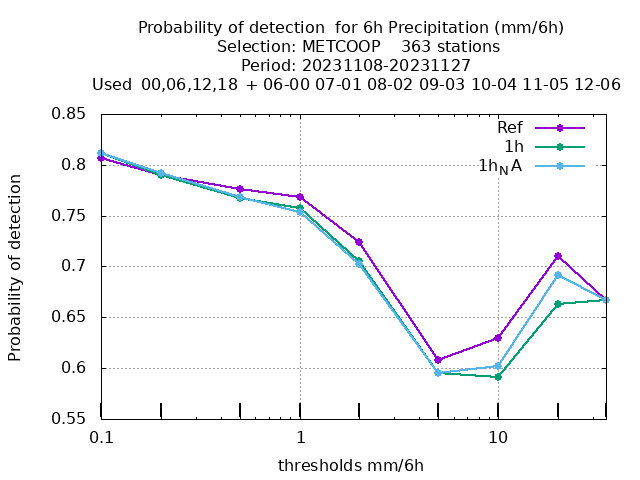 Probability of detection  for 6h Precipitation (mm/6h)
Selection: METCOOP    363 stations
Period: 20231108-20231127
Used  00,06,12,18  + 06-00 07-01 08-02 09-03 10-04 11-05 12-06
Ref
1h
1hNA
0.85
0.8
0.75
0.7
0.65
0.6
0.55
Probability of detection
0.1 1 10
thresholds mm/6h